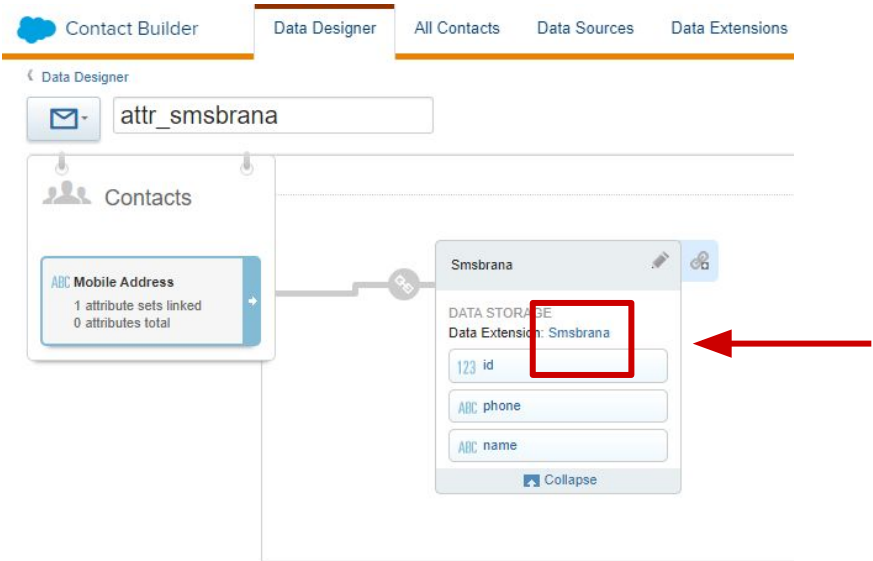 Contact Builder
Data Designer
All Contacts
Data Sources
Data Extensions
Data Designer
attr_smsbrana
Contacts
ABC Mobile Address
1 attribute sets linked
0 attributes total
Smsbrana
DATA STORAGE
Data Extension: Smsbrana
123 id
ABC phone
ABC name
Collapse